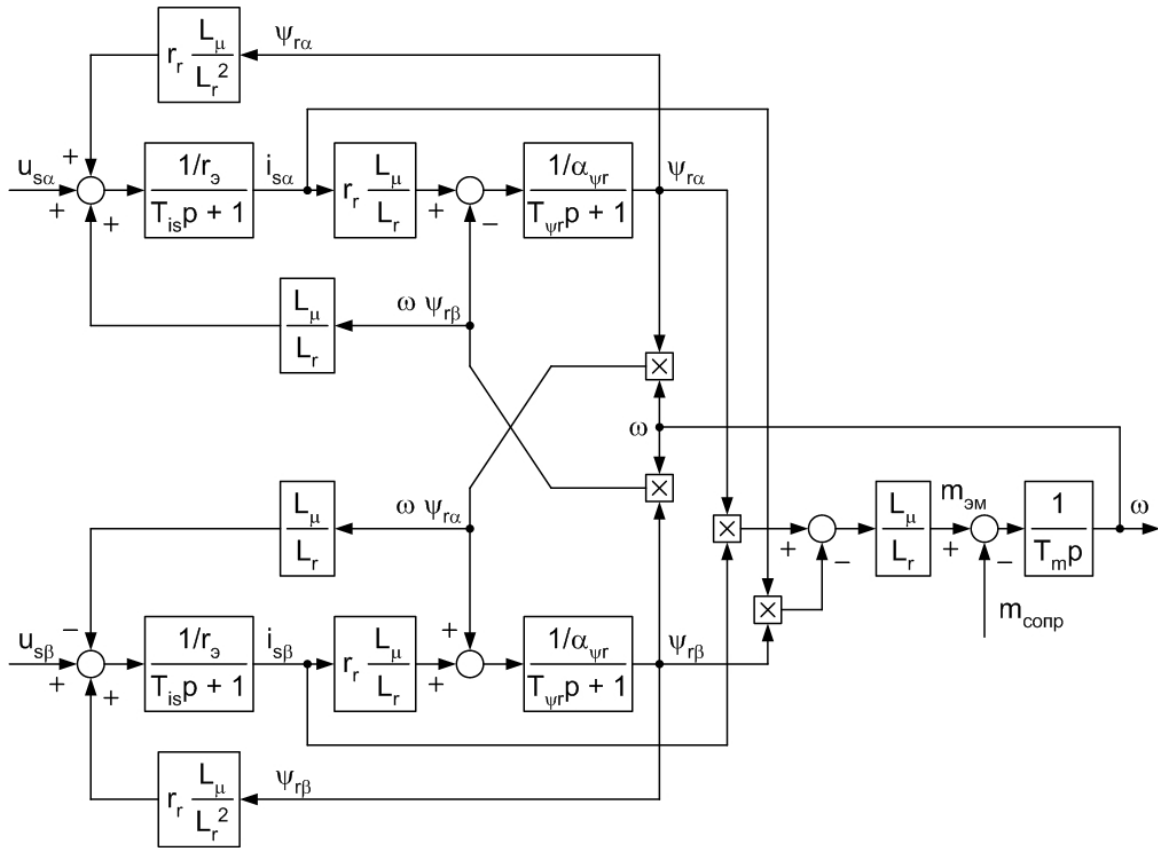 r_r L_μ / L_r² ψ_rα
u_sα + + + (1/r_э) / (T_is p + 1) i_sα r_r L_μ / L_r + − (1/α_ψr) / (T_ψr p + 1) ψ_rα
L_μ / L_r ω ψ_rβ
×
ω
×
L_μ / L_r ω ψ_rα
× + − L_μ / L_r m_эм + − 1 / (T_m p) ω
× m_сопр
u_sβ − + + (1/r_э) / (T_is p + 1) i_sβ r_r L_μ / L_r + + (1/α_ψr) / (T_ψr p + 1) ψ_rβ
r_r L_μ / L_r² ψ_rβ